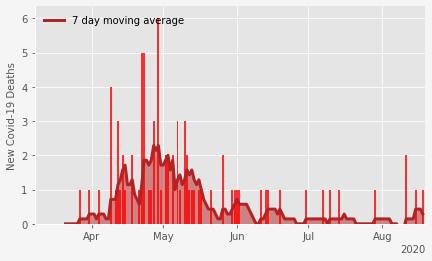 7 day moving average
New Covid-19 Deaths
6
5
4
3
2
1
0
Apr
May
Jun
Jul
Aug
2020